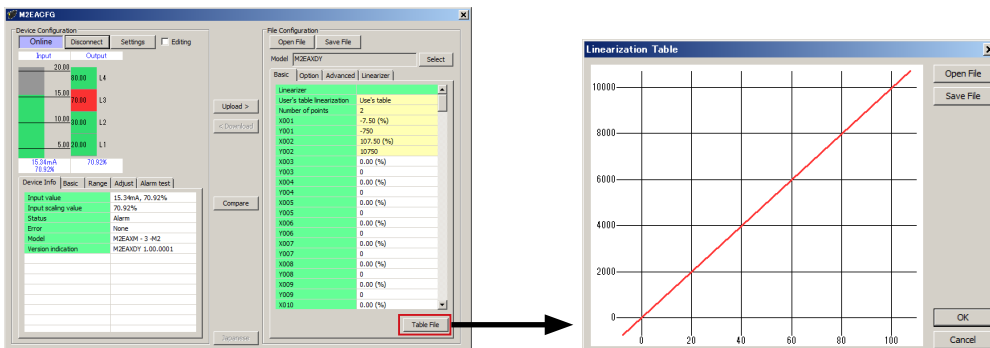 M2EACFG
Device Configuration
Online Disconnect Settings Editing
Input Output
20.00
80.00 L4
15.00
70.00 L3
10.00 38.00 L2
5.00 20.00 L1
15.34mA 70.92%
70.92%
Device Info Basic Range Adjust Alarm test
Input value 15.34mA, 70.92%
Input scaling value 70.92%
Status Alarm
Error None
Model M2EAXM - 3 -M2
Version indication M2EAXDY 1.00.0001
Upload >
< Download
Compare
Japanese
File Configuration
Open File Save File
Model M2EAXDY Select
Basic Option Advanced Linearizer
Linearizer
User's table linearization Use's table
Number of points 2
X001 -7.50 (%)
Y001 -750
X002 107.50 (%)
Y002 10750
X003 0.00 (%)
Y003 0
X004 0.00 (%)
Y004 0
X005 0.00 (%)
Y005 0
X006 0.00 (%)
Y006 0
X007 0.00 (%)
Y007 0
X008 0.00 (%)
Y008 0
X009 0.00 (%)
Y009 0
X010 0.00 (%)
Table File
Linearization Table
Open File
Save File
10000
8000
6000
4000
2000
0
0 20 40 60 80 100
OK
Cancel